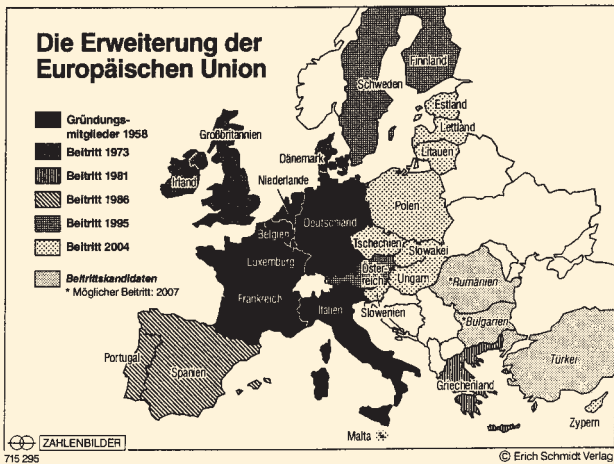 Die Erweiterung der
Europäischen Union
Gründungs-
mitglieder 1958
Beitritt 1973
Beitritt 1981
Beitritt 1986
Beitritt 1995
Beitritt 2004
Beitrittskandidaten
* Möglicher Beitritt: 2007
Finnland
Schweden
Estland
Lettland
Litauen
Großbritannien
Irland
Dänemark
Niederlande
Belgien
Deutschland
Polen
Luxemburg
Tschechien
Slowakei
Öster-
reich
Ungarn
Frankreich
Italien
Slowenien
*Rumänien
*Bulgarien
Portugal
Spanien
Griechenland
Türkei
Malta
Zypern
ZAHLENBILDER
715 295
© Erich Schmidt Verlag